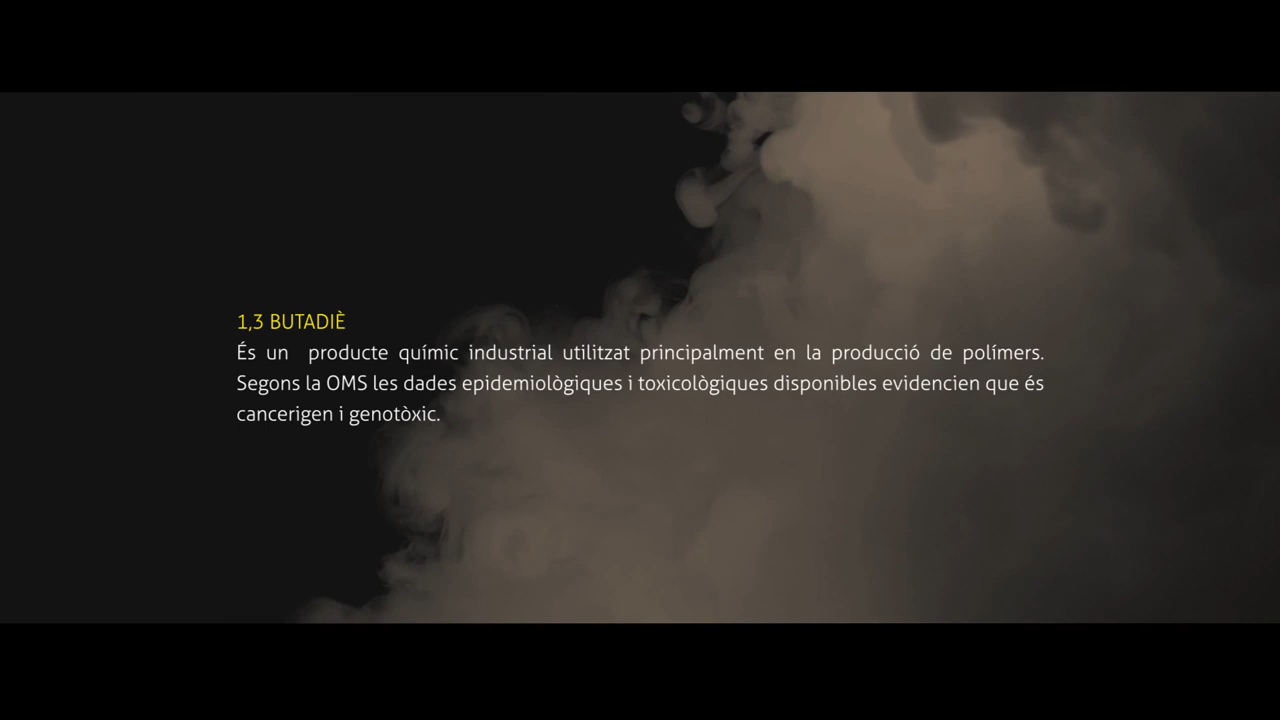 1,3 BUTADIÈ
És un producte químic industrial utilitzat principalment en la producció de polímers.
Segons la OMS les dades epidemiològiques i toxicològiques disponibles evidencien que és
cancerigen i genotòxic.